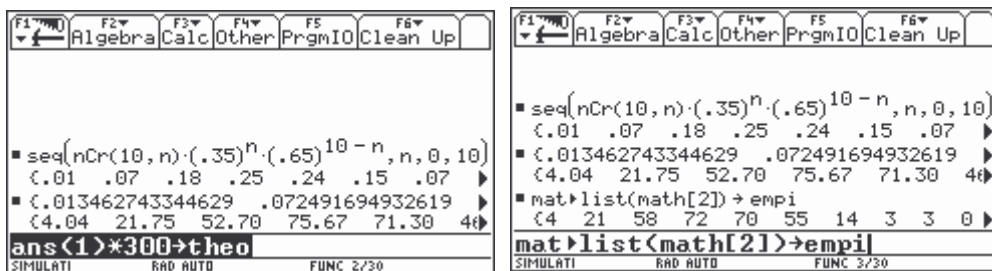 F1 F2 F3 F4 F5 F6
Algebra Calc Other PrgmIO Clean Up
▪ seq(nCr(10,n)·(.35)^n·(.65)^(10-n),n,0,10)
{.01 .07 .18 .25 .24 .15 .07 ▶
▪ {.013462743344629 .072491694932619 ▶
{4.04 21.75 52.70 75.67 71.30 46▶
ans(1)*300→theo
SIMULATI RAD AUTO FUNC 2/30
F1 F2 F3 F4 F5 F6
Algebra Calc Other PrgmIO Clean Up
▪ seq(nCr(10,n)·(.35)^n·(.65)^(10-n),n,0,10)
{.01 .07 .18 .25 .24 .15 .07 ▶
▪ {.013462743344629 .072491694932619 ▶
{4.04 21.75 52.70 75.67 71.30 46▶
▪ mat▶list(math[2])→empi
{4 21 58 72 70 55 14 3 3 0 ▶
mat▶list(math[2])→empi
SIMULATI RAD AUTO FUNC 3/30